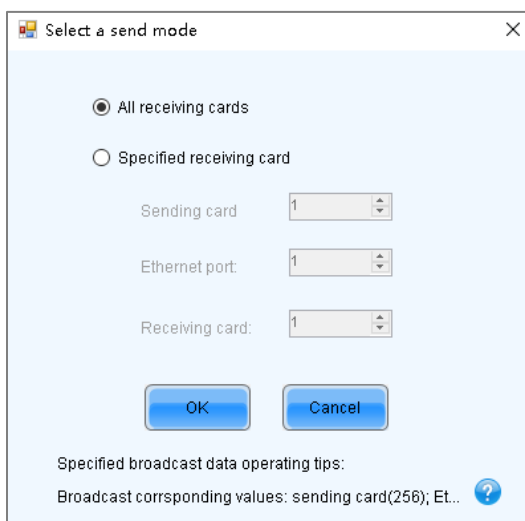 Select a send mode
All receiving cards
Specified receiving card
Sending card 1
Ethernet port: 1
Receiving card: 1
OK Cancel
Specified broadcast data operating tips:
Broadcast corrsponding values: sending card(256); Et... ?